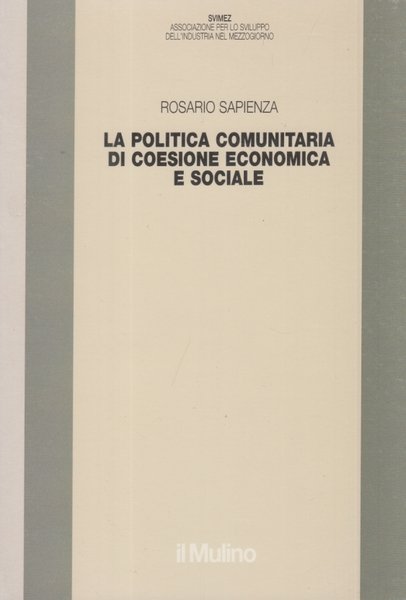 SVIMEZ
ASSOCIAZIONE PER LO SVILUPPO
DELL'INDUSTRIA NEL MEZZOGIORNO
ROSARIO SAPIENZA
LA POLITICA COMUNITARIA
DI COESIONE ECONOMICA
E SOCIALE
il Mulino